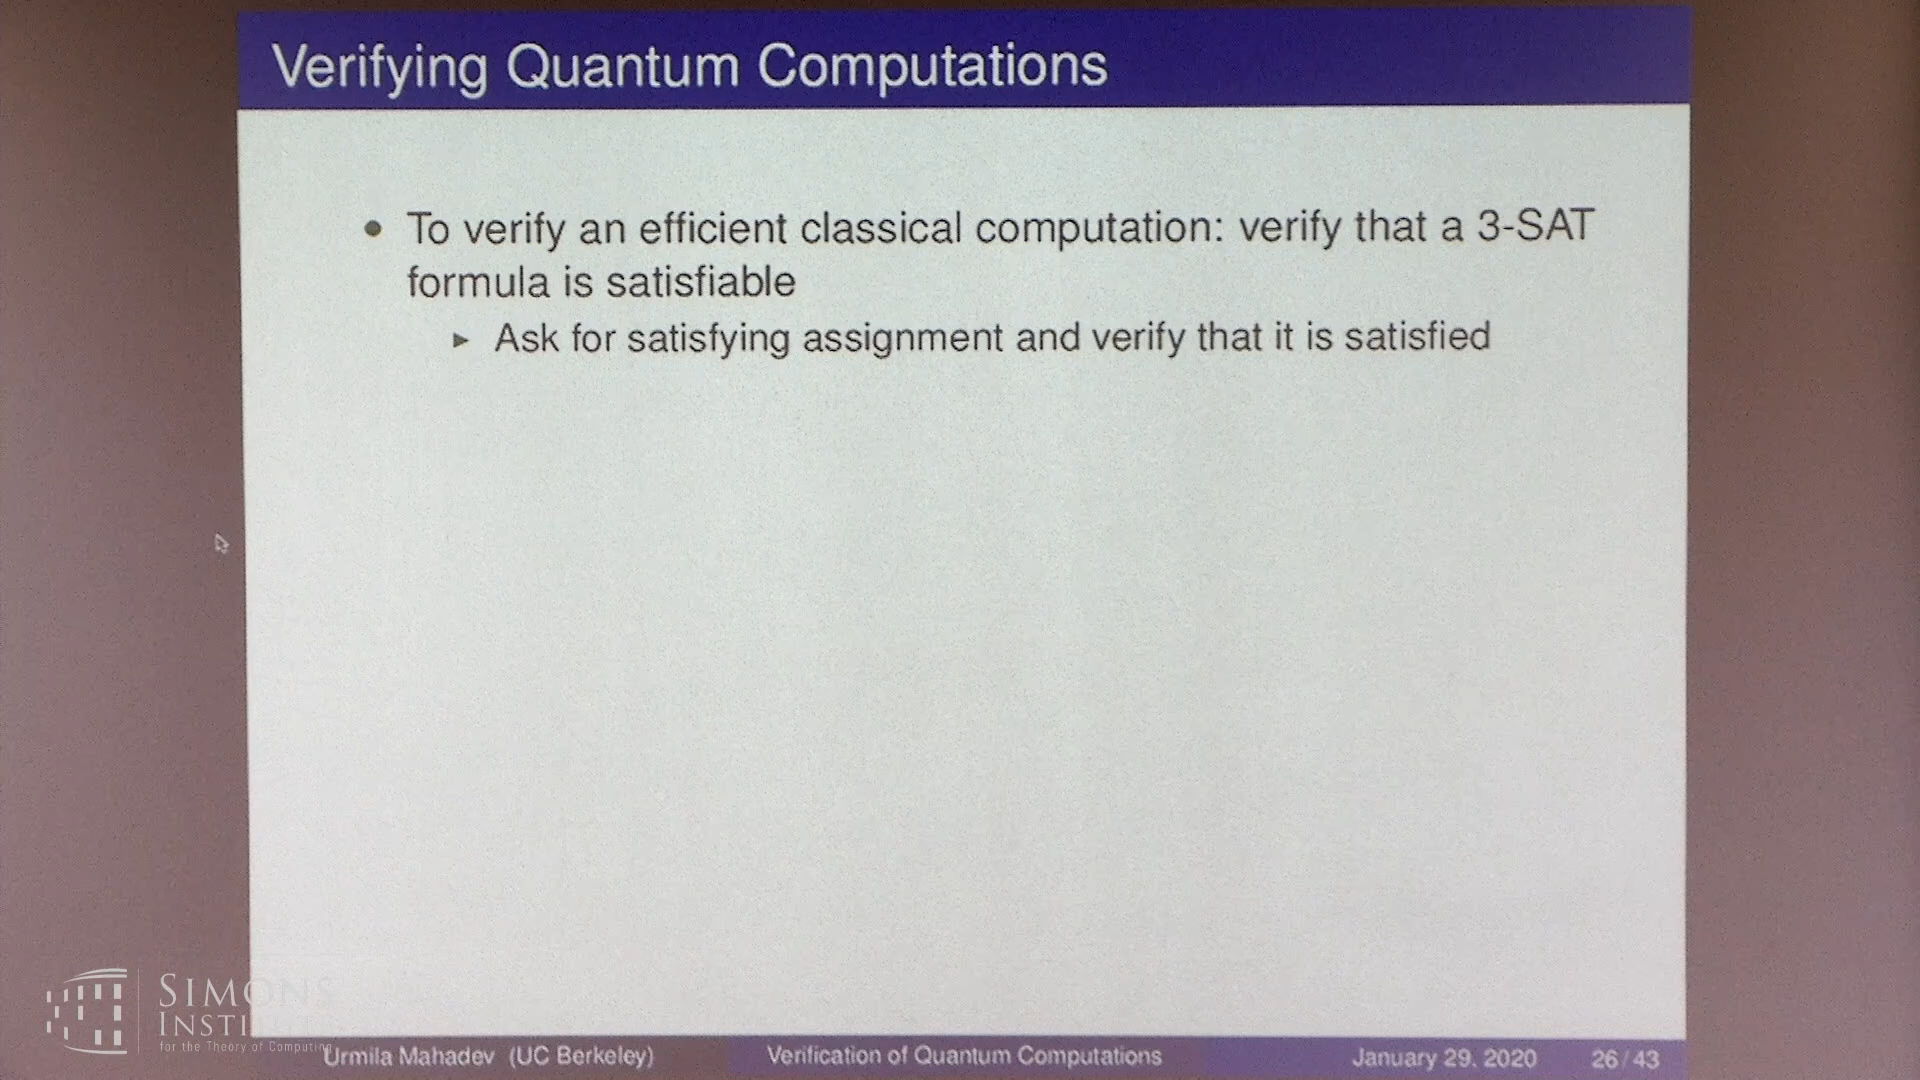 Verifying Quantum Computations
• To verify an efficient classical computation: verify that a 3-SAT
formula is satisfiable
▸ Ask for satisfying assignment and verify that it is satisfied
SIMONS
INSTI
for the Theory of Computing
Urmila Mahadev (UC Berkeley)
Verification of Quantum Computations
January 29, 2020
26/43